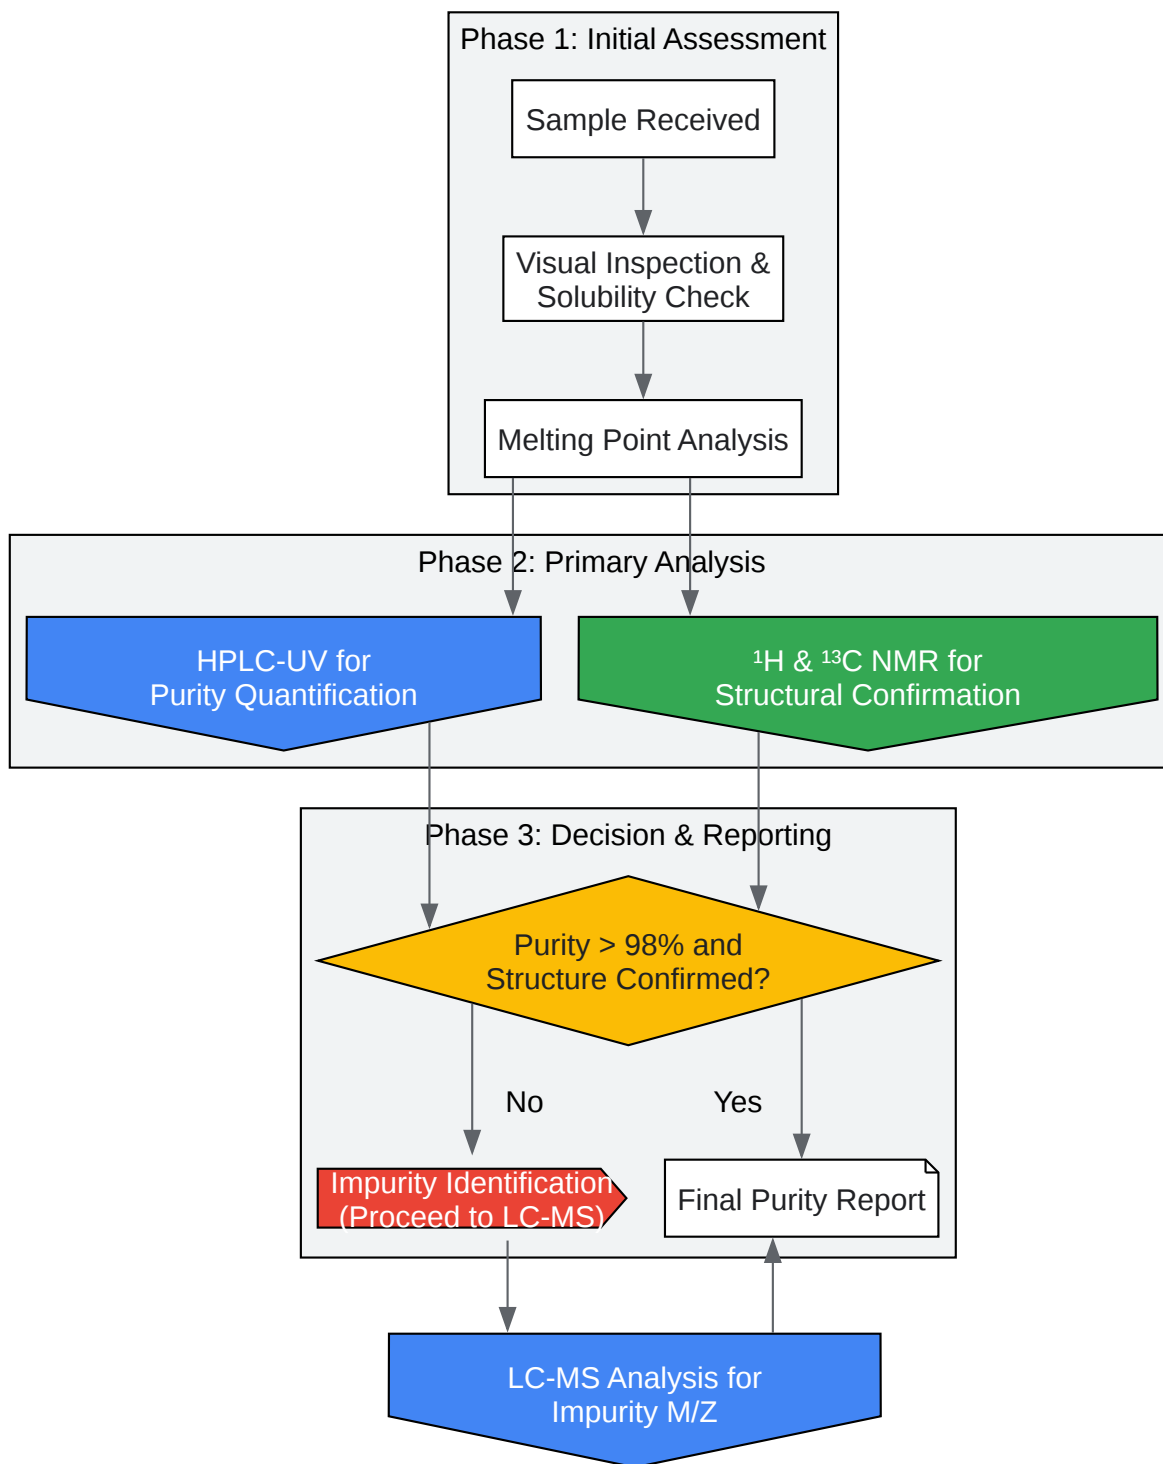 Phase 1: Initial Assessment
Sample Received
Visual Inspection &
Solubility Check
Melting Point Analysis
Phase 2: Primary Analysis
HPLC-UV for
Purity Quantification
¹H & ¹³C NMR for
Structural Confirmation
Phase 3: Decision & Reporting
Purity > 98% and
Structure Confirmed?
No
Yes
Impurity Identification
(Proceed to LC-MS)
Final Purity Report
LC-MS Analysis for
Impurity M/Z